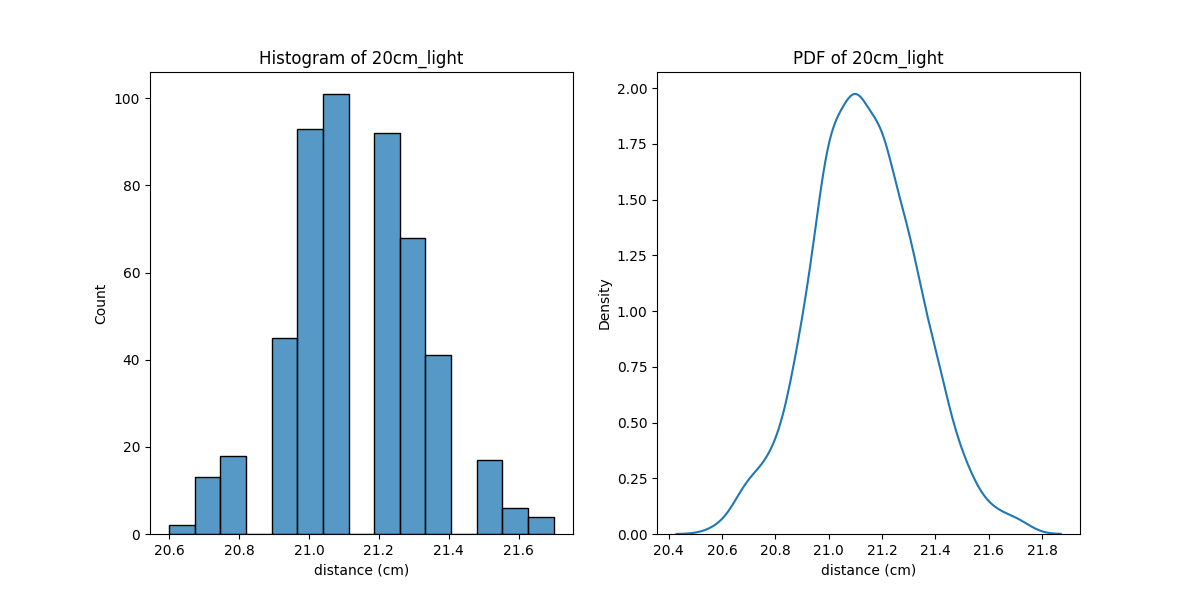 Histogram of 20cm_light
100
80
60
40
20
0
Count
20.6 20.8 21.0 21.2 21.4 21.6
distance (cm)
PDF of 20cm_light
2.00
1.75
1.50
1.25
1.00
0.75
0.50
0.25
0.00
Density
20.4 20.6 20.8 21.0 21.2 21.4 21.6 21.8
distance (cm)